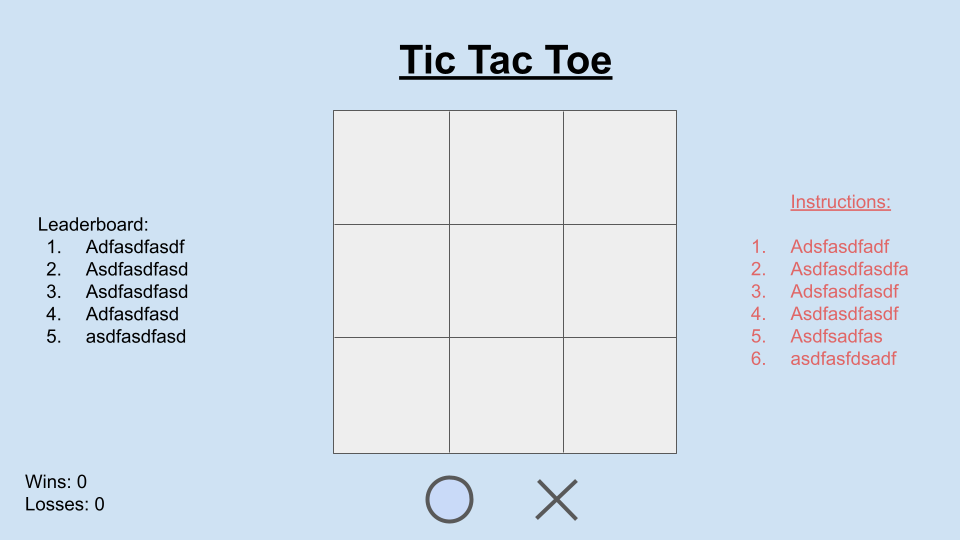 Tic Tac Toe
Leaderboard:
1. Adfasdfasdf
2. Asdfasdfasd
3. Asdfasdfasd
4. Adfasdfasd
5. asdfasdfasd
Instructions:
1. Adsfasdfadf
2. Asdfasdfasdfa
3. Adsfasdfasdf
4. Asdfasdfasdf
5. Asdfsadfas
6. asdfasfdsadf
Wins: 0
Losses: 0